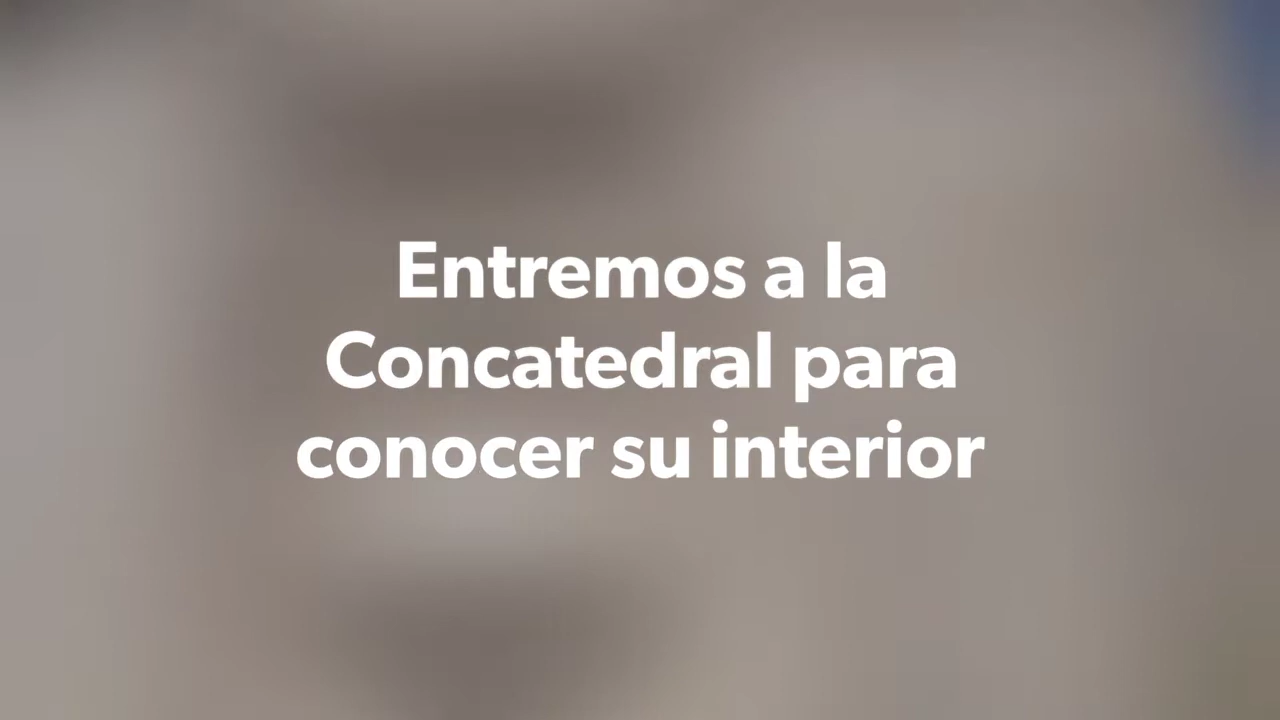 Entremos a la
Concatedral para
conocer su interior